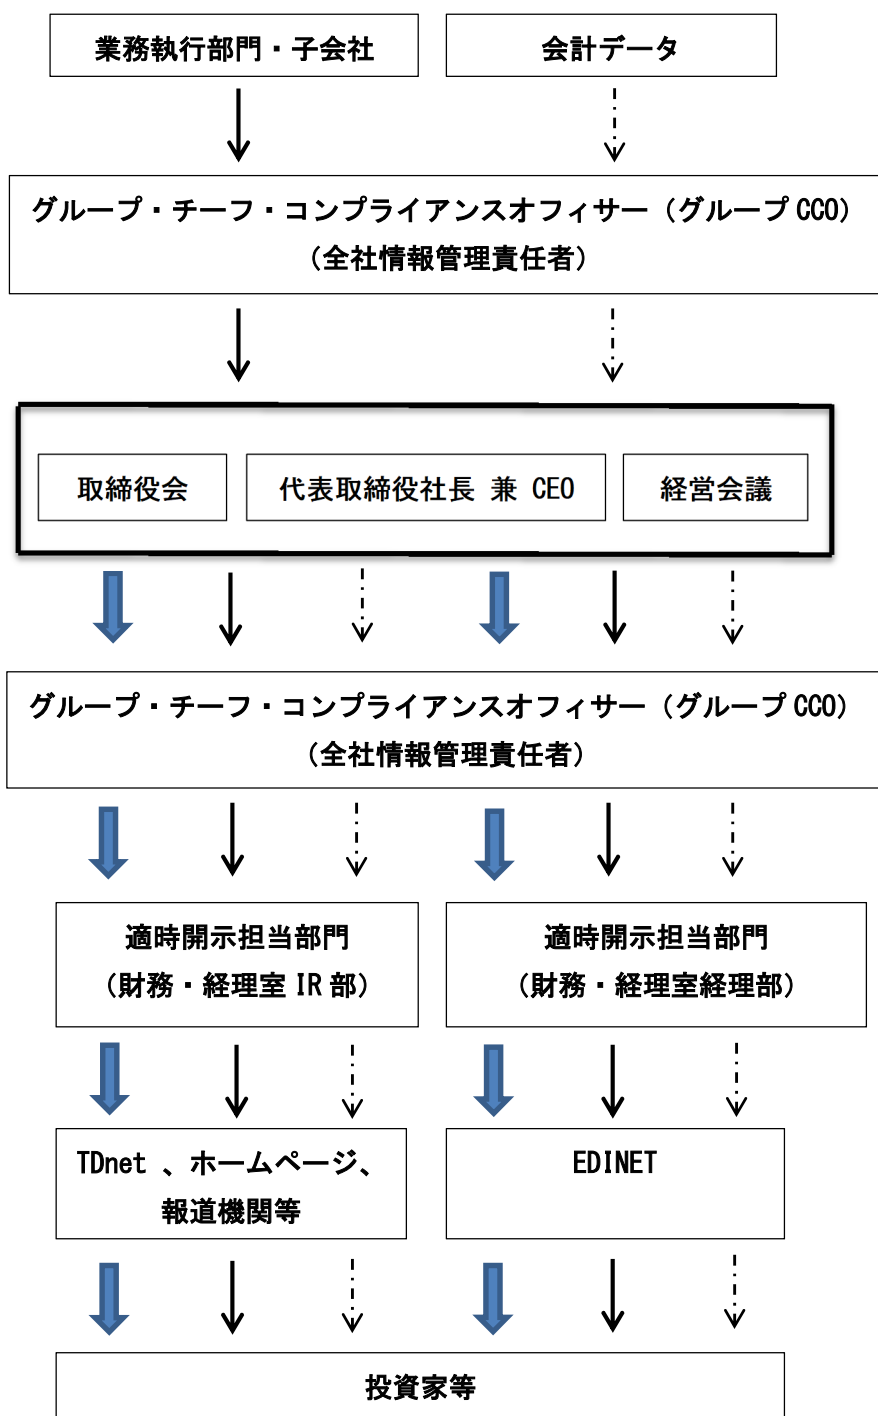 業務執行部門・子会社
会計データ
グループ・チーフ・コンプライアンスオフィサー（グループ CCO）
（全社情報管理責任者）
取締役会
代表取締役社長 兼 CEO
経営会議
グループ・チーフ・コンプライアンスオフィサー（グループ CCO）
（全社情報管理責任者）
適時開示担当部門
（財務・経理室 IR 部）
適時開示担当部門
（財務・経理室経理部）
TDnet 、ホームページ、
報道機関等
EDINET
投資家等